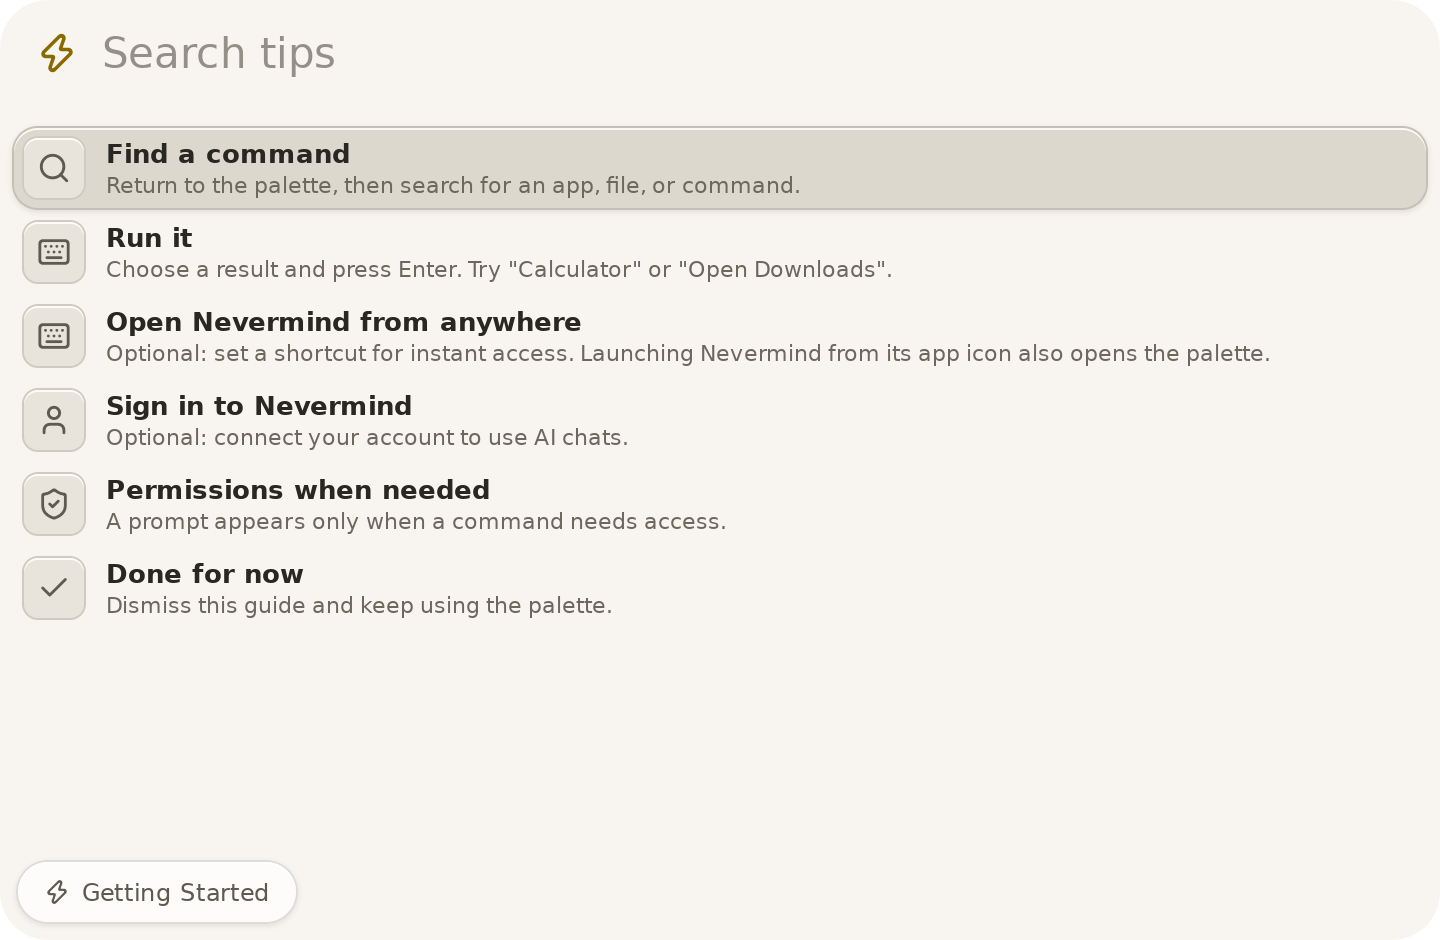 Search tips
Find a command
Return to the palette, then search for an app, file, or command.
Run it
Choose a result and press Enter. Try "Calculator" or "Open Downloads".
Open Nevermind from anywhere
Optional: set a shortcut for instant access. Launching Nevermind from its app icon also opens the palette.
Sign in to Nevermind
Optional: connect your account to use AI chats.
Permissions when needed
A prompt appears only when a command needs access.
Done for now
Dismiss this guide and keep using the palette.
Getting Started